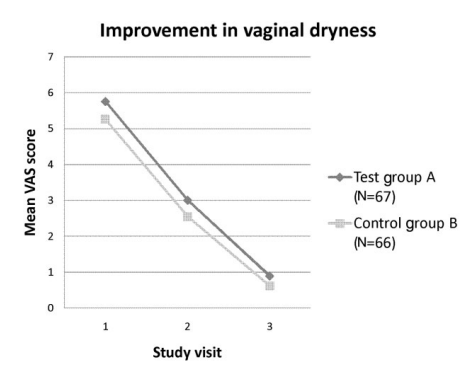 Improvement in vaginal dryness
7
6
5
4
3
2
1
0
Mean VAS score
1 2 3
Study visit
Test group A
(N=67)
Control group B
(N=66)